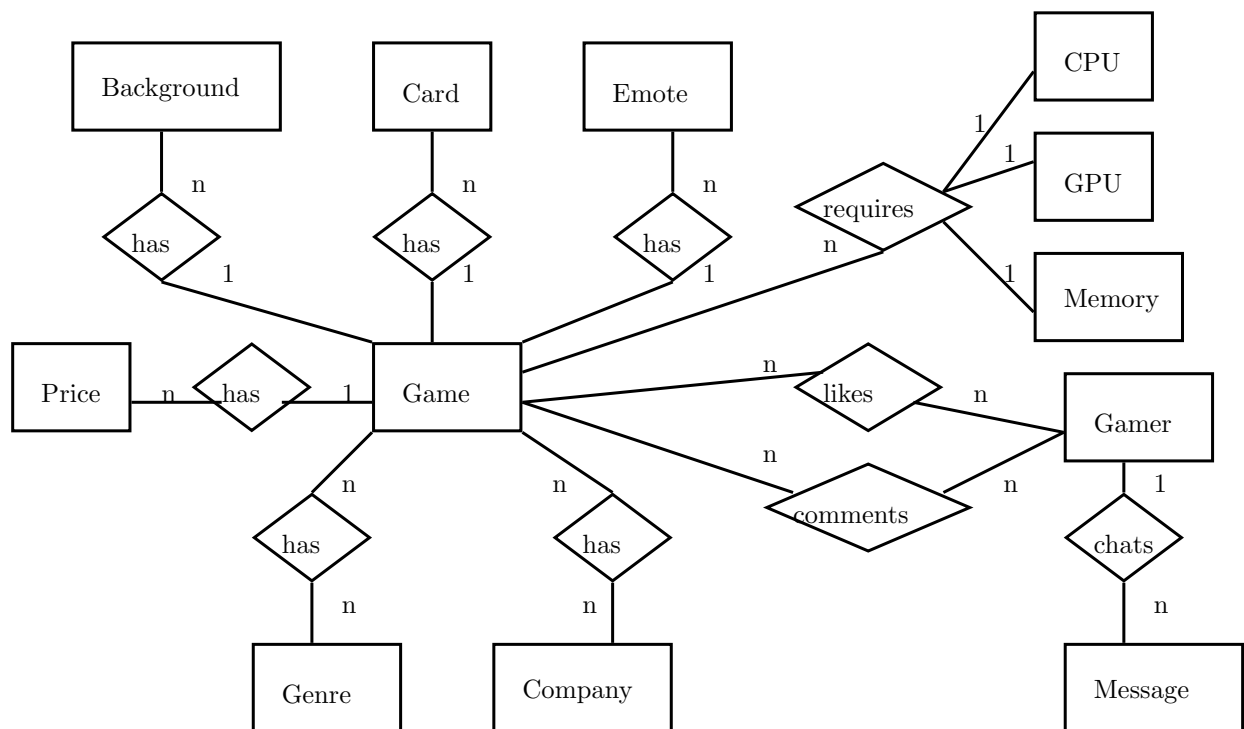 CPU
Background
Card
Emote
1
1
n
n
n
GPU
requires
has
has
has
n
1
1
1
1
Memory
n
Price
n
has
1
Game
likes
n
Gamer
n
n
n
n
1
comments
has
has
chats
n
n
n
Genre
Company
Message